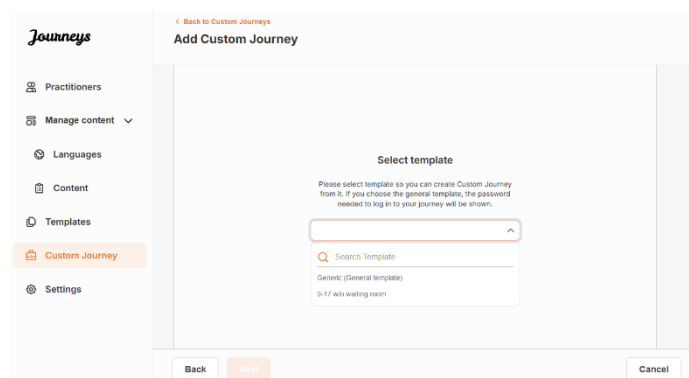 Journeys
Practitioners
Manage content
Languages
Content
Templates
Custom Journey
Settings
< Back to Custom Journeys
Add Custom Journey
Select template
Please select template so you can create Custom Journey
from it. If you choose the general template, the password
needed to log in to your journey will be shown.
Search Template
Generic (General template)
9-17 w/o waiting room
Back
Next
Cancel